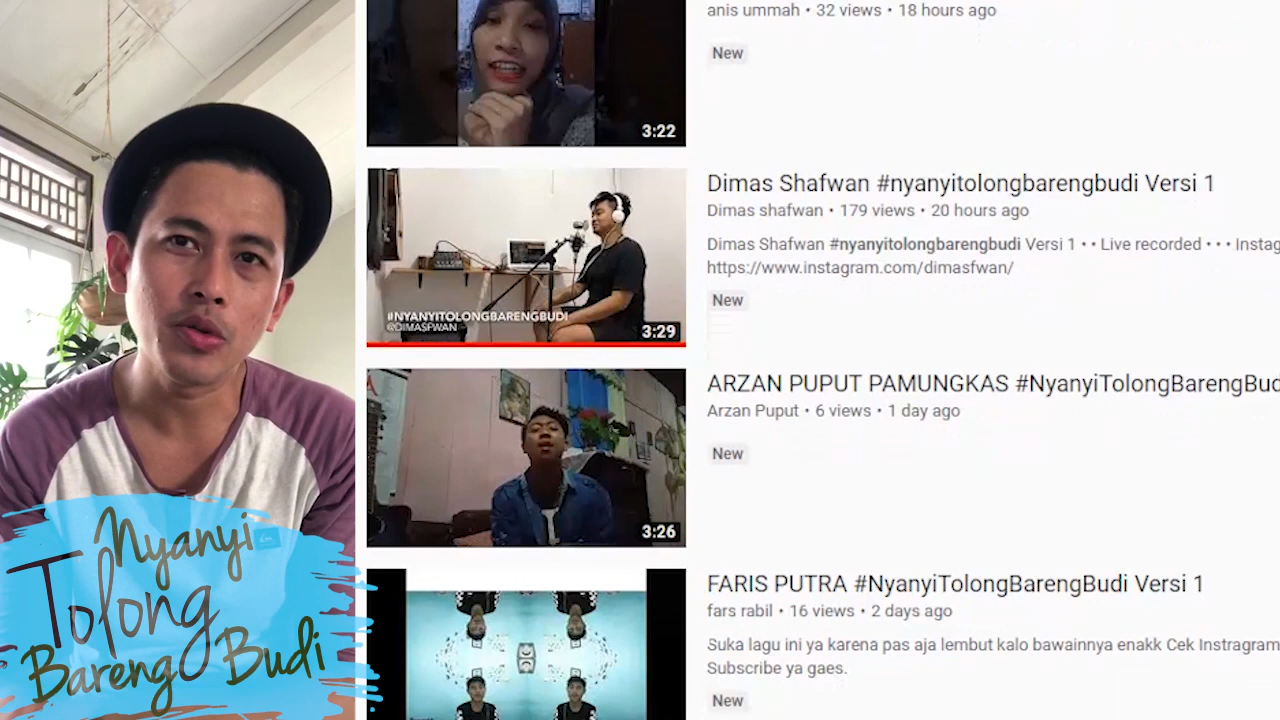 anis ummah • 32 views • 18 hours ago
New
3:22
Dimas Shafwan #nyanyitolongbarengbudi Versi 1
Dimas shafwan • 179 views • 20 hours ago
Dimas Shafwan #nyanyitolongbarengbudi Versi 1 • • Live recorded • • • Instag
https://www.instagram.com/dimasfwan/
New
#NYANYITOLONGBARENGBUDI
@DIMASFWAN
3:29
ARZAN PUPUT PAMUNGKAS #NyanyiTolongBarengBud
Arzan Puput • 6 views • 1 day ago
New
3:26
FARIS PUTRA #NyanyiTolongBarengBudi Versi 1
fars rabil • 16 views • 2 days ago
Suka lagu ini ya karena pas aja lembut kalo bawainnya enakk Cek Instragram
Subscribe ya gaes.
New
Nyanyi
Tolong
Bareng Budi